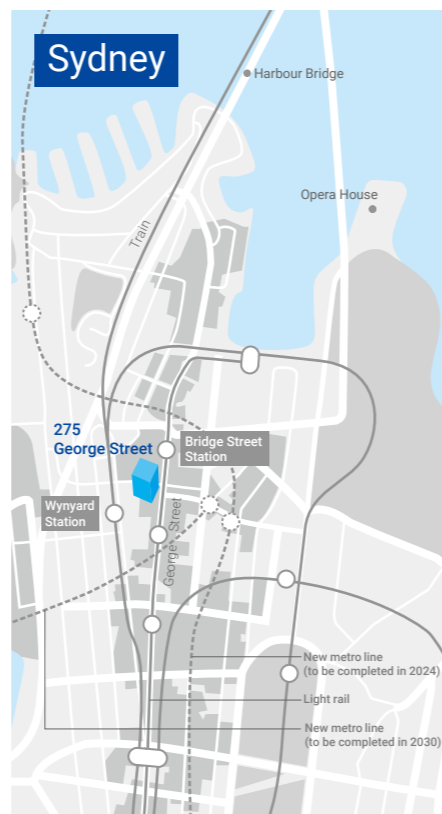 Sydney
Harbour Bridge
Opera House
Train
275
George Street
Bridge Street
Station
Wynyard
Station
George Street
New metro line
(to be completed in 2024)
Light rail
New metro line
(to be completed in 2030)